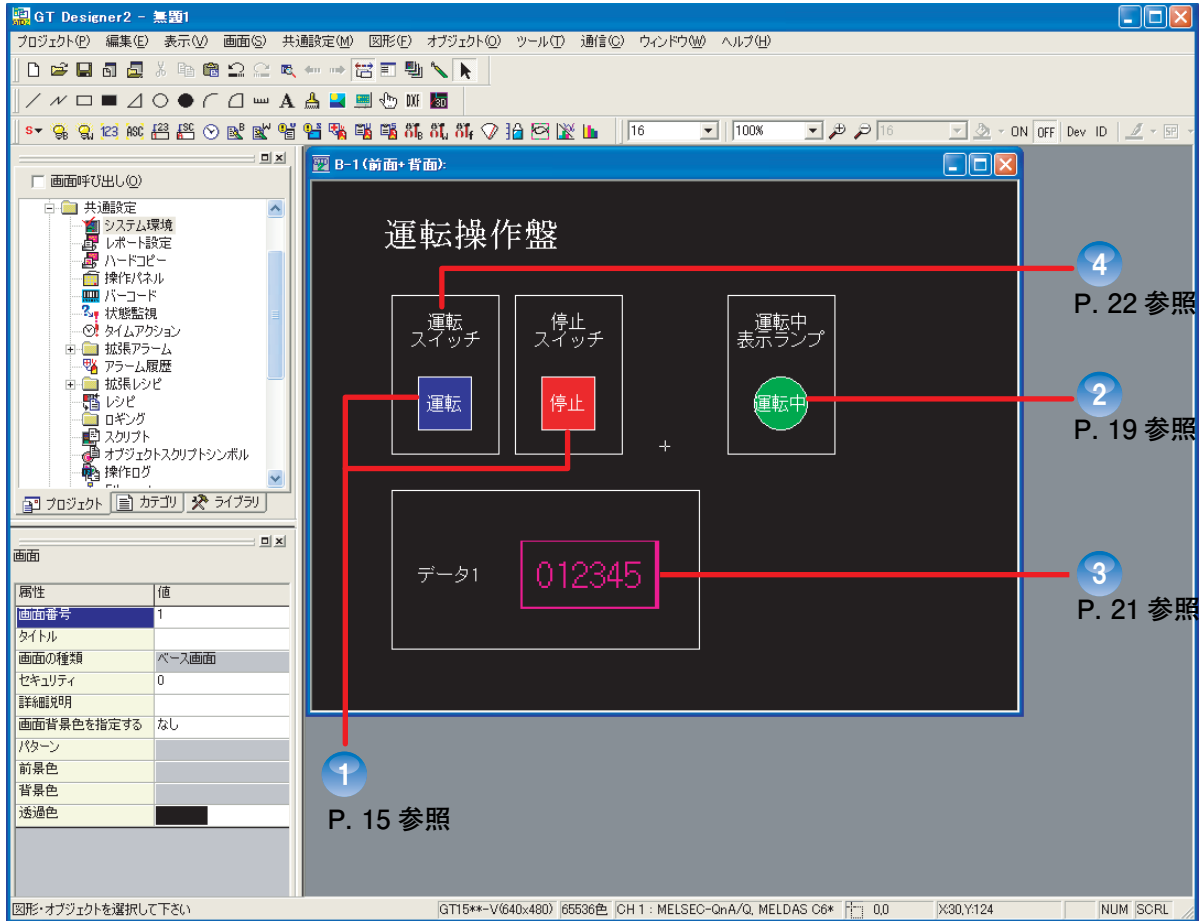 GT Designer2 - 無題1
プロジェクト(P) 編集(E) 表示(V) 画面(S) 共通設定(M) 図形(F) オブジェクト(O) ツール(T) 通信(C) ウィンドウ(W) ヘルプ(H)
16 100% 16 ON OFF Dev ID
画面呼び出し(O)
共通設定
システム環境
レポート設定
ハードコピー
操作パネル
バーコード
状態監視
タイムアクション
拡張アラーム
アラーム履歴
拡張レシピ
レシピ
ロギング
スクリプト
オブジェクトスクリプトシンボル
操作ログ
プロジェクト カテゴリ ライブラリ
画面
属性 値
画面番号 1
タイトル
画面の種類 ベース画面
セキュリティ 0
詳細説明
画面背景色を指定する なし
パターン
前景色
背景色
透過色
B-1(前面+背面):
運転操作盤
運転
スイッチ
停止
スイッチ
運転中
表示ランプ
運転
停止
運転中
データ1
012345
4
P. 22 参照
2
P. 19 参照
3
P. 21 参照
1
P. 15 参照
図形・オブジェクトを選択して下さい GT15**-V(640x480) 65536色 CH 1 : MELSEC-QnA/Q, MELDAS C6* 0,0 X:30,Y:124 NUM SCRL